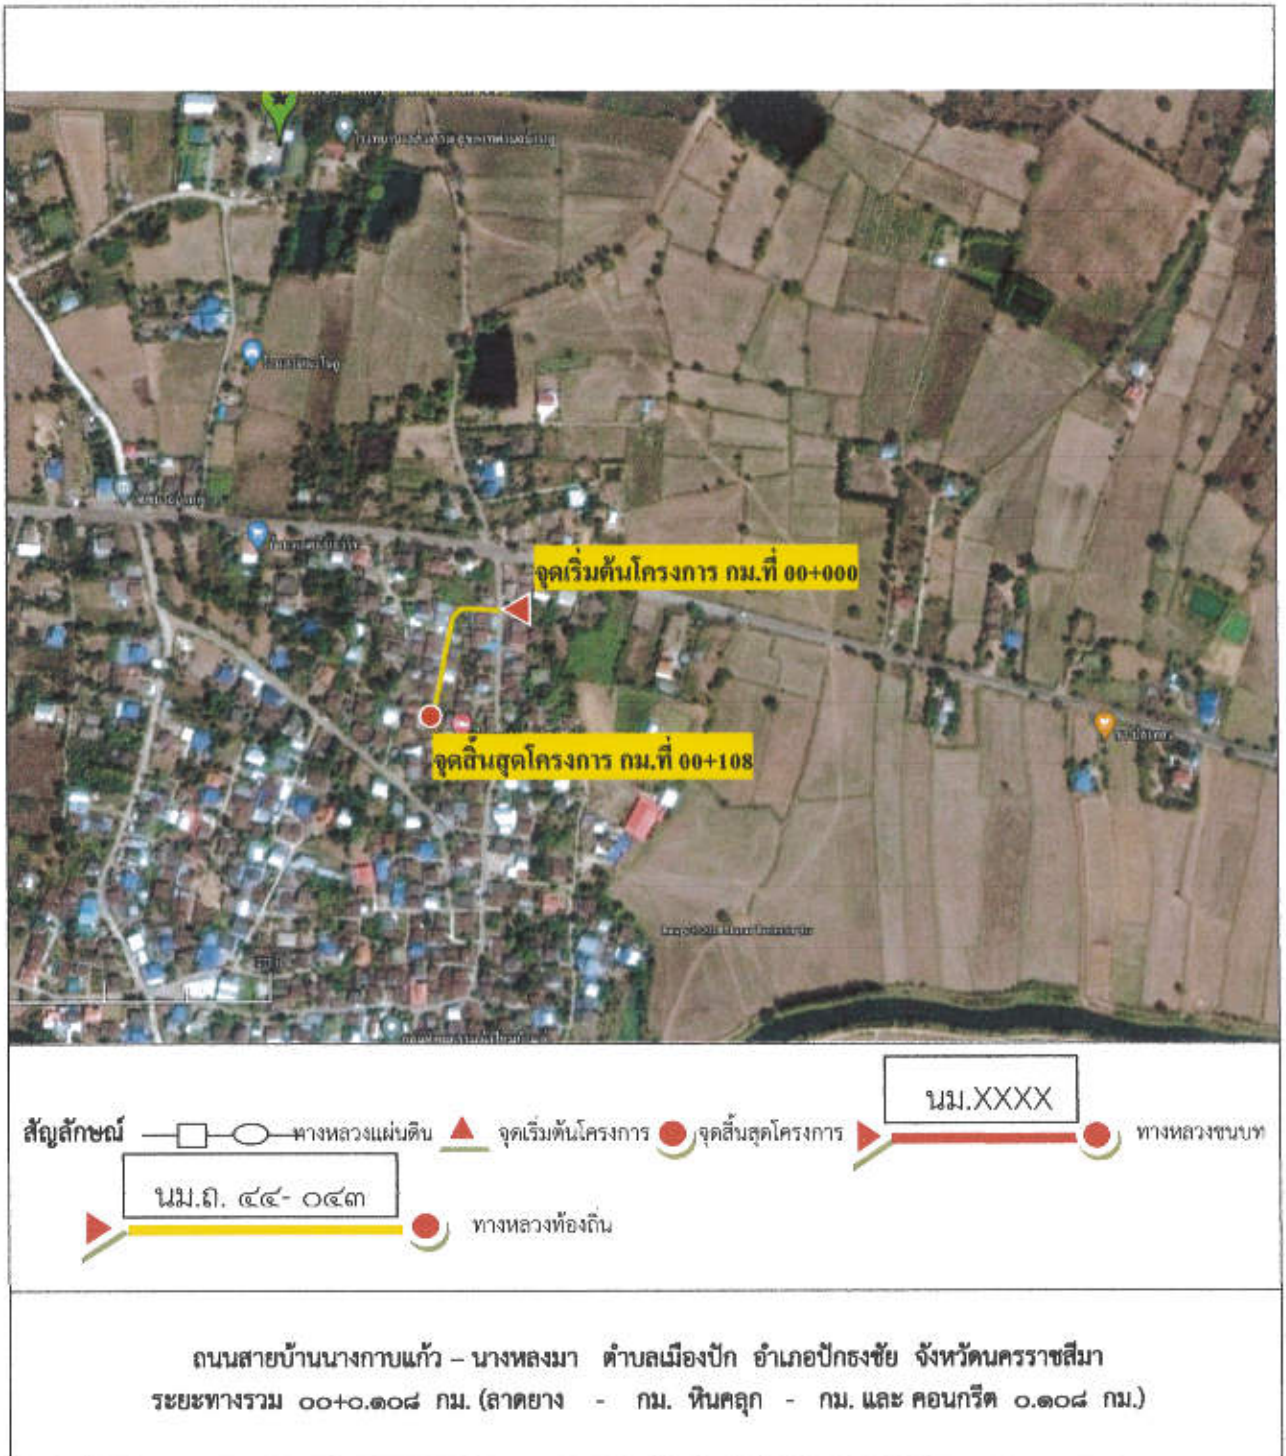 จุดเริ่มต้นโครงการ กม.ที่ 00+000
จุดสิ้นสุดโครงการ กม.ที่ 00+108
สัญลักษณ์ ทางหลวงแผ่นดิน จุดเริ่มต้นโครงการ จุดสิ้นสุดโครงการ นม.XXXX ทางหลวงชนบท
นม.ถ. ๔๔- ๐๔๓ ทางหลวงท้องถิ่น
ถนนสายบ้านนางกาบแก้ว – นางหลงมา ตำบลเมืองปัก อำเภอปักธงชัย จังหวัดนครราชสีมา
ระยะทางรวม ๐๐+๐.๑๐๘ กม. (ลาดยาง - กม. หินคลุก - กม. และ คอนกรีต ๐.๑๐๘ กม.)